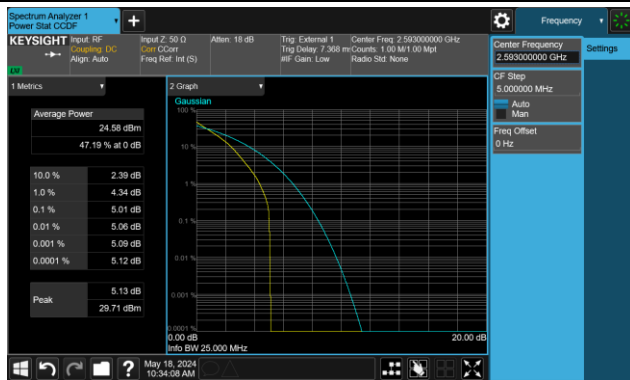 Spectrum Analyzer 1
Power Stat CCDF
+
Frequency
KEYSIGHT
Input: RF
Coupling: DC
Align: Auto
Input Z: 50 Ω
Corr CCorr
Freq Ref: Int (S)
Atten: 18 dB
Trig: External 1
Trig Delay: 7.368 m
#IF Gain: Low
Center Freq: 2.593000000 GHz
Counts: 1.00 M/1.00 Mpt
Radio Std: None
Center Frequency
2.593000000 GHz
Settings
CF Step
5.000000 MHz
Auto
Man
Freq Offset
0 Hz
1 Metrics
Average Power
24.58 dBm
47.19 % at 0 dB
10.0 % 2.39 dB
1.0 % 4.34 dB
0.1 % 5.01 dB
0.01 % 5.06 dB
0.001 % 5.09 dB
0.0001 % 5.12 dB
Peak
5.13 dB
29.71 dBm
2 Graph
Gaussian
100 %
10 %
1 %
0.1 %
0.01 %
0.001 %
0.0001 %
0.00 dB
20.00 dB
Info BW 25.000 MHz
?
May 18, 2024
10:34:08 AM